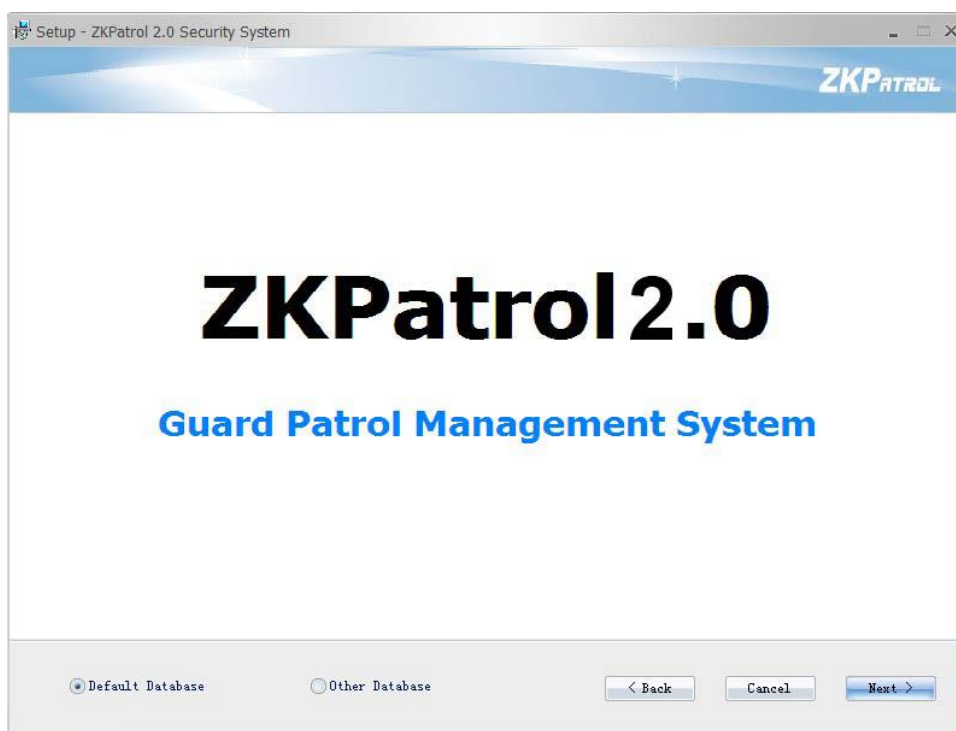 Setup - ZKPatrol 2.0 Security System
ZKPATROL
ZKPatrol2.0
Guard Patrol Management System
Default Database
Other Database
< Back
Cancel
Next >